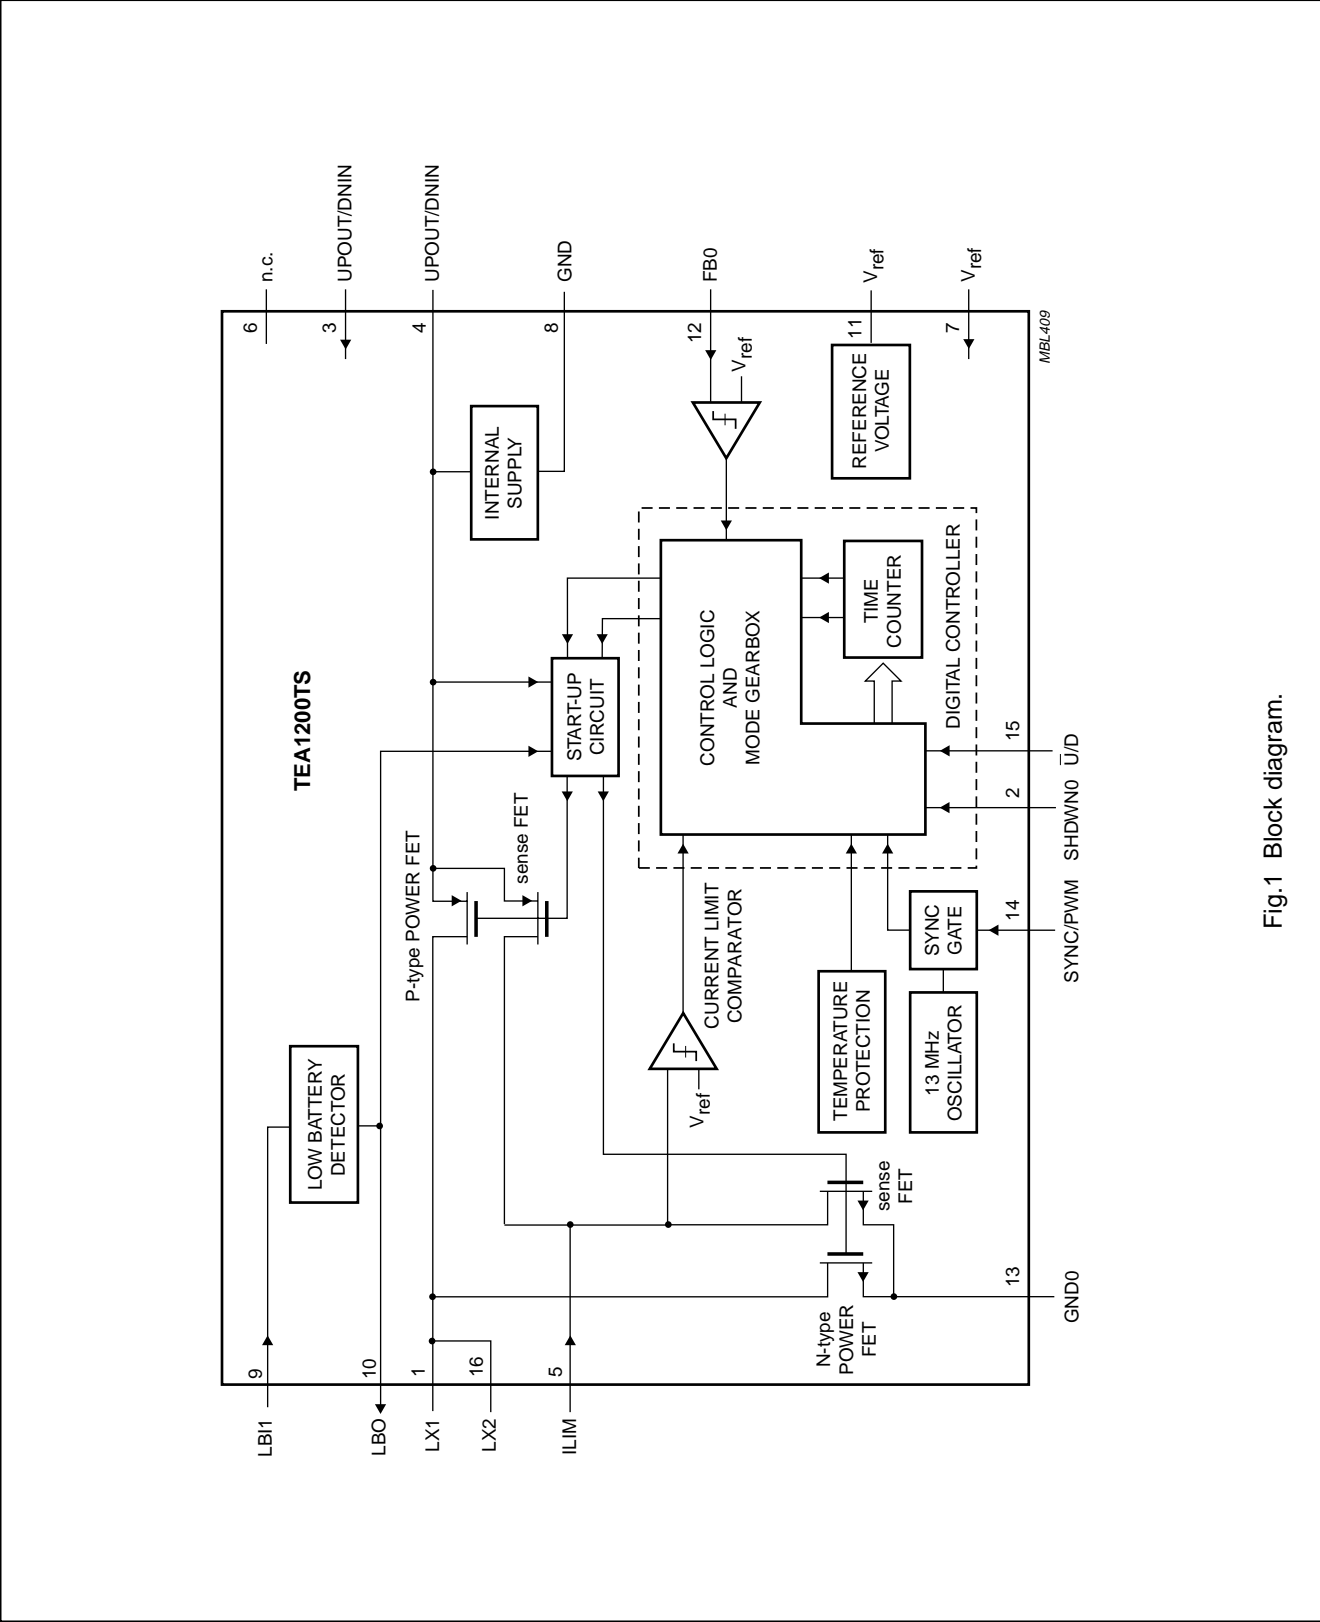 LBI1
9
6
n.c.
TEA1200TS
LOW BATTERY
DETECTOR
3
UPOUT/DNIN
LBO
10
LX1
1
P-type POWER FET
4
UPOUT/DNIN
LX2
16
sense FET
INTERNAL
SUPPLY
ILIM
5
START-UP
CIRCUIT
8
GND
Vref
CURRENT LIMIT
COMPARATOR
CONTROL LOGIC
AND
MODE GEARBOX
Vref
12
FB0
N-type
POWER
FET
sense
FET
TEMPERATURE
PROTECTION
TIME
COUNTER
REFERENCE
VOLTAGE
11
Vref
13 MHz
OSCILLATOR
SYNC
GATE
DIGITAL CONTROLLER
7
Vref
13
14
2
15
GND0
SYNC/PWM
SHDWN0
U̅/D
MBL409
Fig.1 Block diagram.